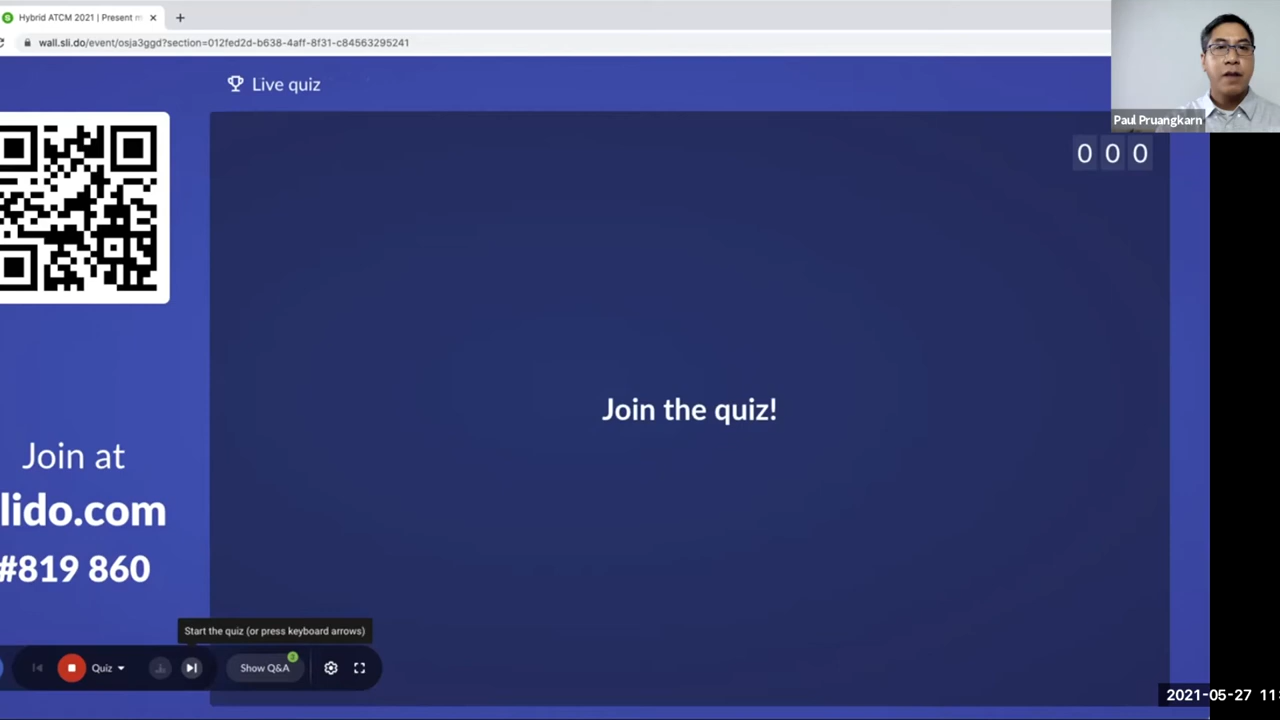 Hybrid ATCM 2021 | Present m
wall.sli.do/event/osja3ggd?section=012fed2d-b638-4aff-8f31-c84563295241
Live quiz
Paul Pruangkarn
0 0 0
Join the quiz!
Join at
lido.com
#819 860
Start the quiz (or press keyboard arrows)
Quiz
Show Q&A
3
2021-05-27 11: